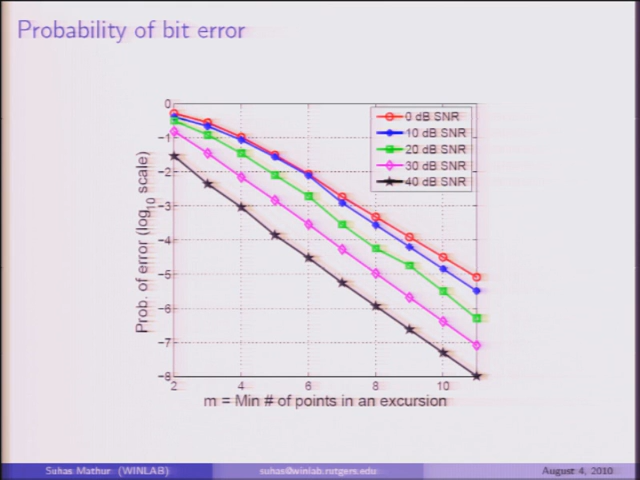 Probability of bit error
0
-1
-2
-3
-4
-5
-6
-7
-8
2
4
6
8
10
Prob. of error (log10 scale)
m = Min # of points in an excursion
0 dB SNR
10 dB SNR
20 dB SNR
30 dB SNR
40 dB SNR
Suhas Mathur (WINLAB)
suhas@winlab.rutgers.edu
August 4, 2010